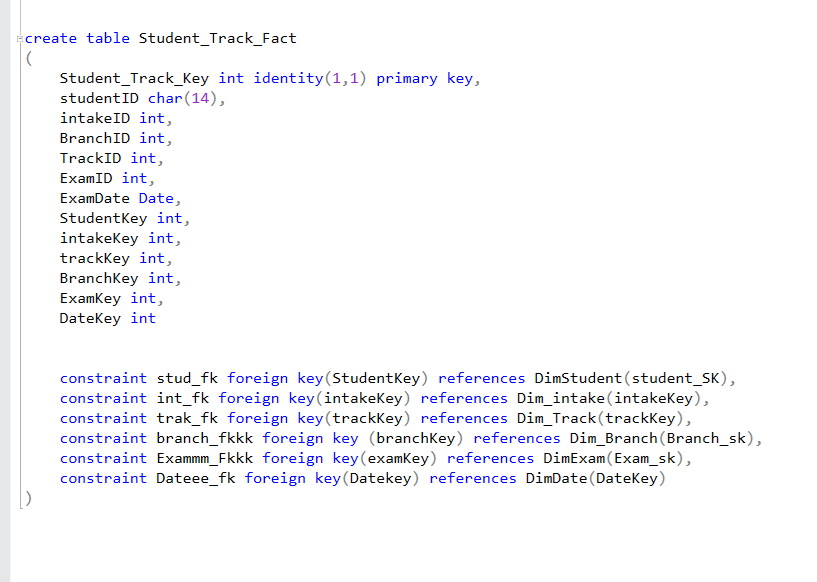 create table Student_Track_Fact
(
Student_Track_Key int identity(1,1) primary key,
studentID char(14),
intakeID int,
BranchID int,
TrackID int,
ExamID int,
ExamDate Date,
StudentKey int,
intakeKey int,
trackKey int,
BranchKey int,
ExamKey int,
DateKey int
constraint stud_fk foreign key(StudentKey) references DimStudent(student_SK),
constraint int_fk foreign key(intakeKey) references Dim_intake(intakeKey),
constraint trak_fk foreign key(trackKey) references Dim_Track(trackKey),
constraint branch_fkkk foreign key (branchKey) references Dim_Branch(Branch_sk),
constraint Exammm_Fkkk foreign key(examKey) references DimExam(Exam_sk),
constraint Dateee_fk foreign key(Datekey) references DimDate(DateKey)
)